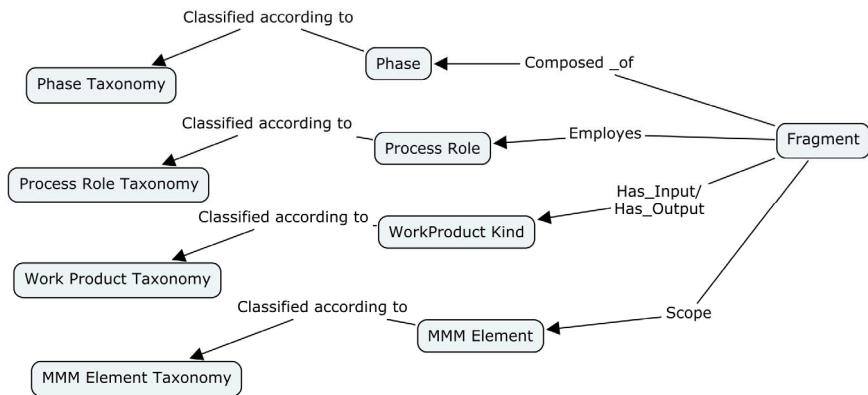 Classified according to
Phase Taxonomy
Phase
Composed _of
Fragment
Classified according to
Process Role Taxonomy
Process Role
Employes
Has_Input/
Has_Output
Classified according to
WorkProduct Kind
Work Product Taxonomy
Classified according to
MMM Element
Scope
MMM Element Taxonomy